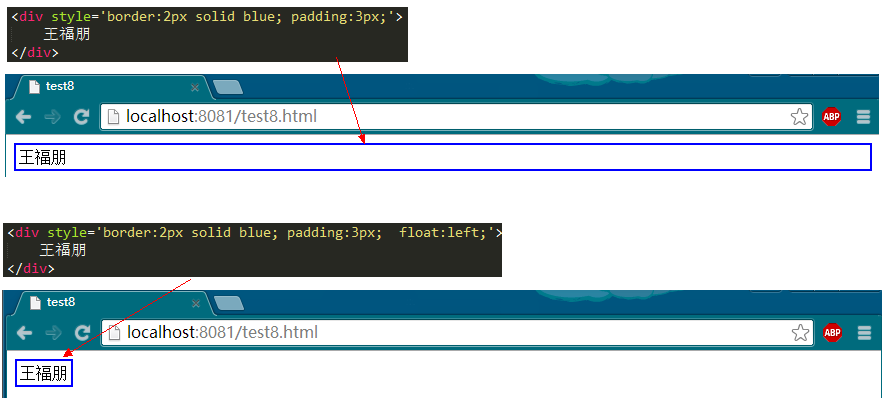 <div style='border:2px solid blue; padding:3px;'>
王福朋
</div>
test8
localhost:8081/test8.html
ABP
王福朋
<div style='border:2px solid blue; padding:3px;  float:left;'>
王福朋
</div>
test8
localhost:8081/test8.html
ABP
王福朋